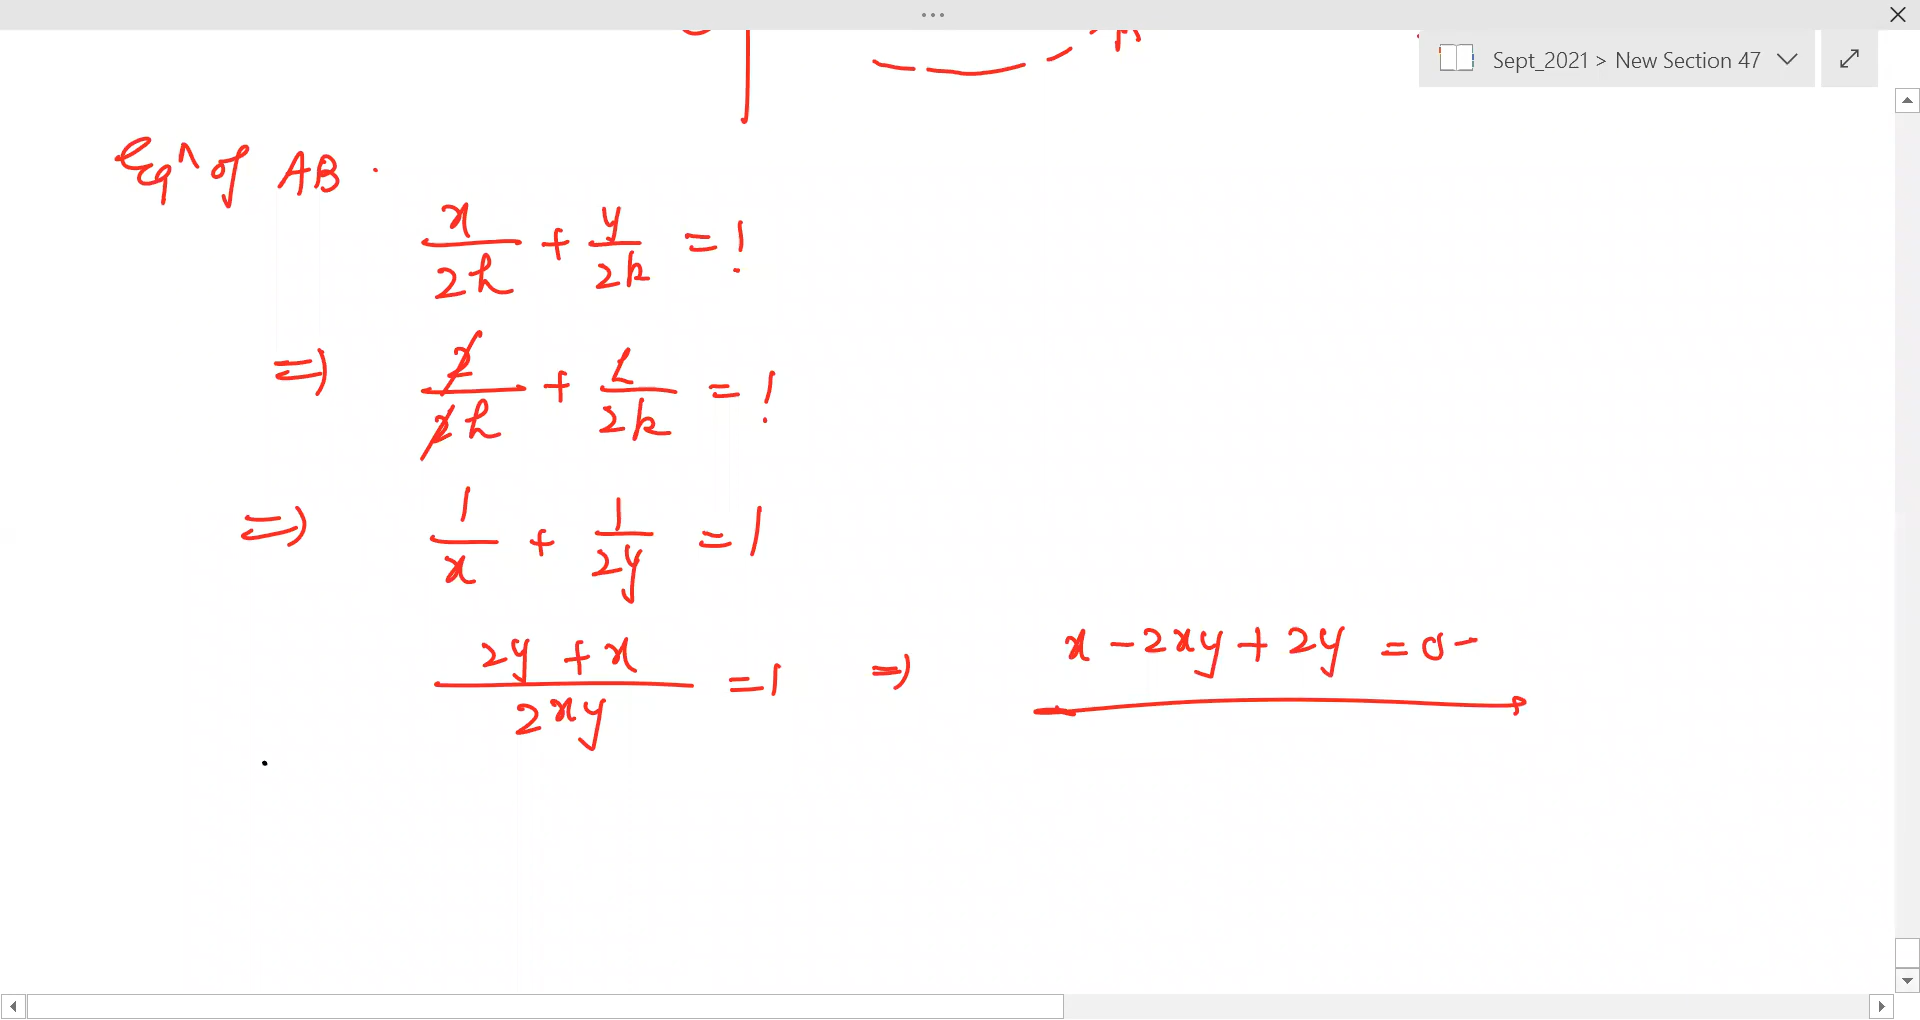 Sept_2021 > New Section 47
Eqⁿ of AB .
x/2h + y/2k = 1.
=> 2/2h + 1/2k = 1.
=> 1/x + 1/2y = 1
(2y + x)/2xy = 1 => x - 2xy + 2y = 0 -